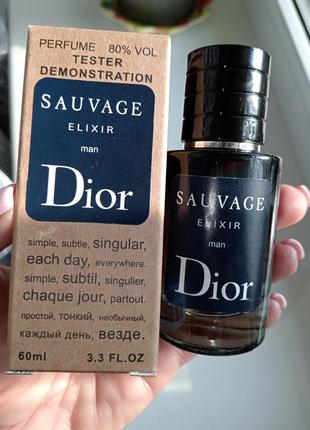 PERFUME 80% VOL
TESTER
DEMONSTRATION
SAUVAGE
ELIXIR
man
Dior
simple, subtle, singular,
each day, everywhere.
simple, subtil, singulier,
chaque jour, partout.
простой, тонкий, необычный,
каждый день, везде.
60ml 3.3 FL.OZ
SAUVAGE
ELIXIR
man
Dior